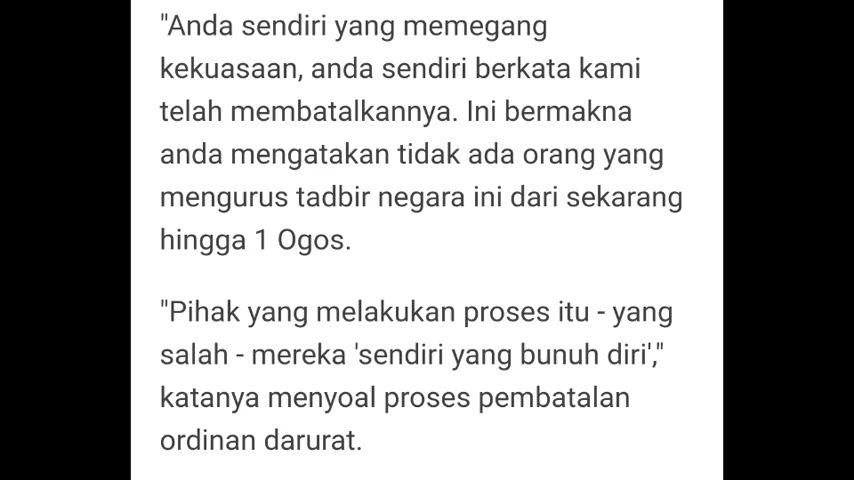 "Anda sendiri yang memegang
kekuasaan, anda sendiri berkata kami
telah membatalkannya. Ini bermakna
anda mengatakan tidak ada orang yang
mengurus tadbir negara ini dari sekarang
hingga 1 Ogos.
"Pihak yang melakukan proses itu - yang
salah - mereka 'sendiri yang bunuh diri',"
katanya menyoal proses pembatalan
ordinan darurat.